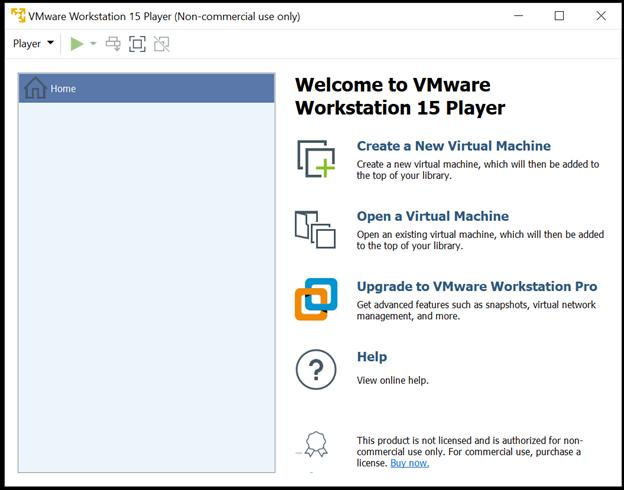 VMware Workstation 15 Player (Non-commercial use only)
Player
Home
Welcome to VMware
Workstation 15 Player
Create a New Virtual Machine
Create a new virtual machine, which will then be added to
the top of your library.
Open a Virtual Machine
Open an existing virtual machine, which will then be added
to the top of your library.
Upgrade to VMware Workstation Pro
Get advanced features such as snapshots, virtual network
management, and more.
Help
View online help.
This product is not licensed and is authorized for non-
commercial use only. For commercial use, purchase a
license. Buy now.